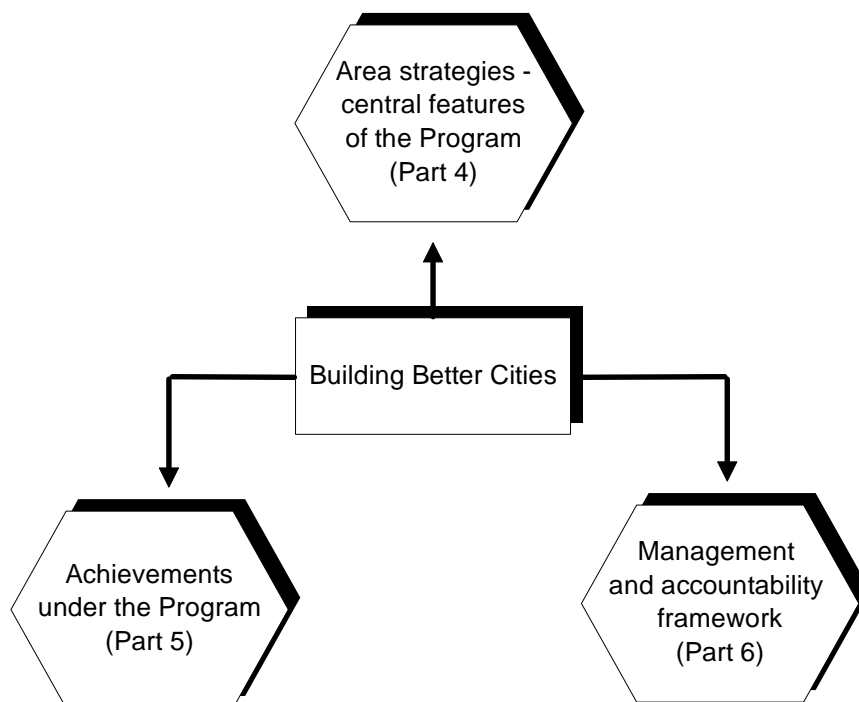 Area strategies -
central features
of the Program
(Part 4)
Building Better Cities
Achievements
under the Program
(Part 5)
Management
and accountability
framework
(Part 6)